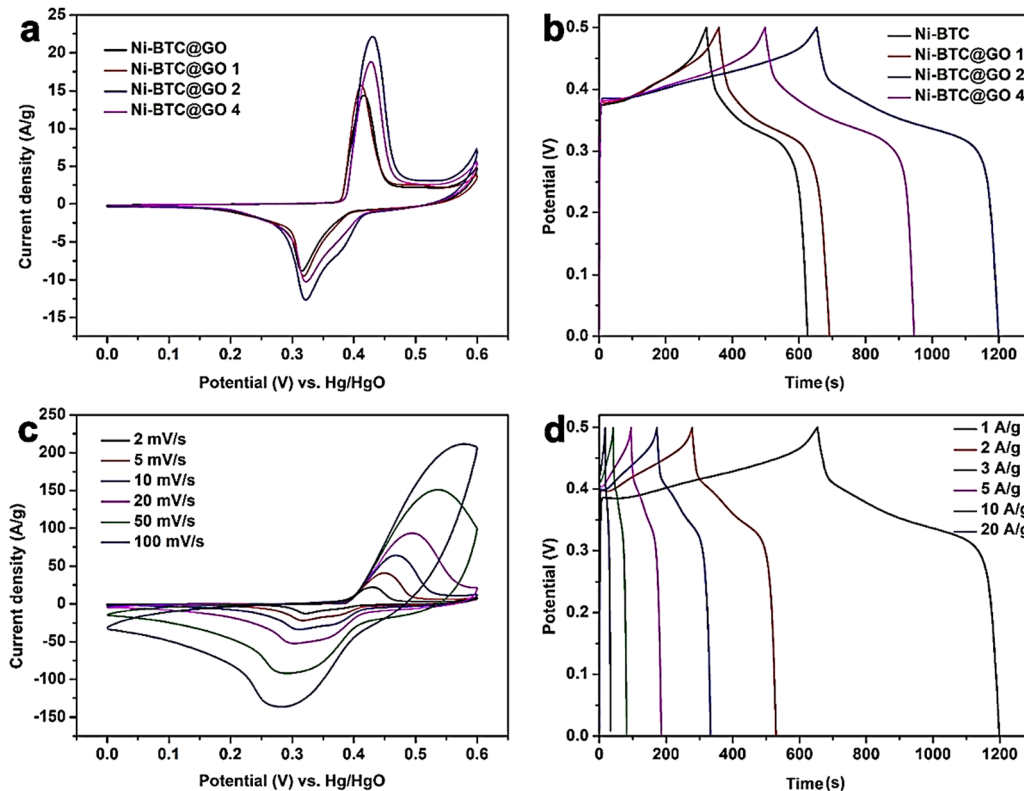 a
Ni-BTC@GO
Ni-BTC@GO 1
Ni-BTC@GO 2
Ni-BTC@GO 4
25
20
15
10
5
0
-5
-10
-15
Current density (A/g)
0.0 0.1 0.2 0.3 0.4 0.5 0.6
Potential (V) vs. Hg/HgO
b
Ni-BTC
Ni-BTC@GO 1
Ni-BTC@GO 2
Ni-BTC@GO 4
0.5
0.4
0.3
0.2
0.1
0.0
Potential (V)
0 200 400 600 800 1000 1200
Time (s)
c
2 mV/s
5 mV/s
10 mV/s
20 mV/s
50 mV/s
100 mV/s
250
200
150
100
50
0
-50
-100
-150
Current density (A/g)
0.0 0.1 0.2 0.3 0.4 0.5 0.6
Potential (V) vs. Hg/HgO
d
1 A/g
2 A/g
3 A/g
5 A/g
10 A/g
20 A/g
0.5
0.4
0.3
0.2
0.1
0.0
Potential (V)
0 200 400 600 800 1000 1200
Time (s)